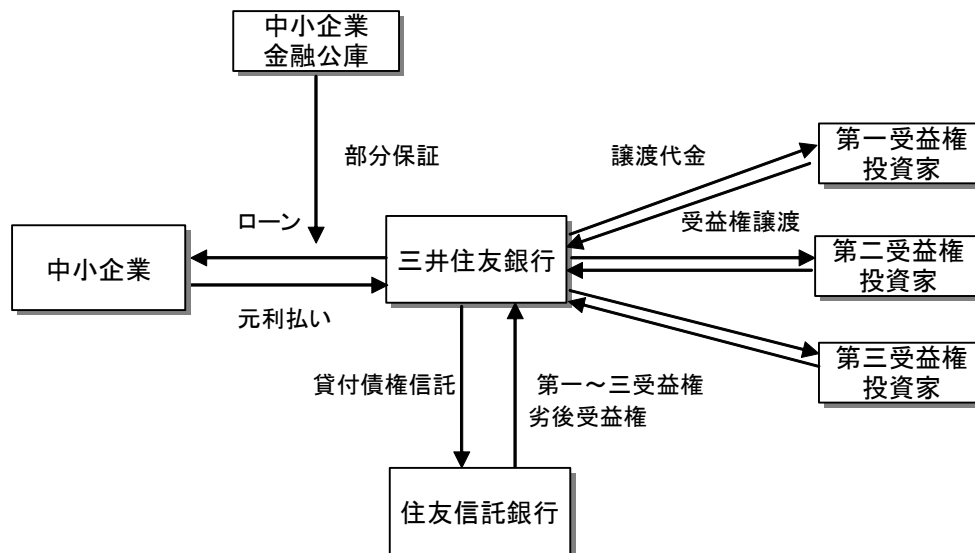 中小企業
金融公庫
部分保証
譲渡代金
第一受益権
投資家
ローン
受益権譲渡
中小企業
三井住友銀行
第二受益権
投資家
元利払い
貸付債権信託
第一～三受益権
劣後受益権
第三受益権
投資家
住友信託銀行